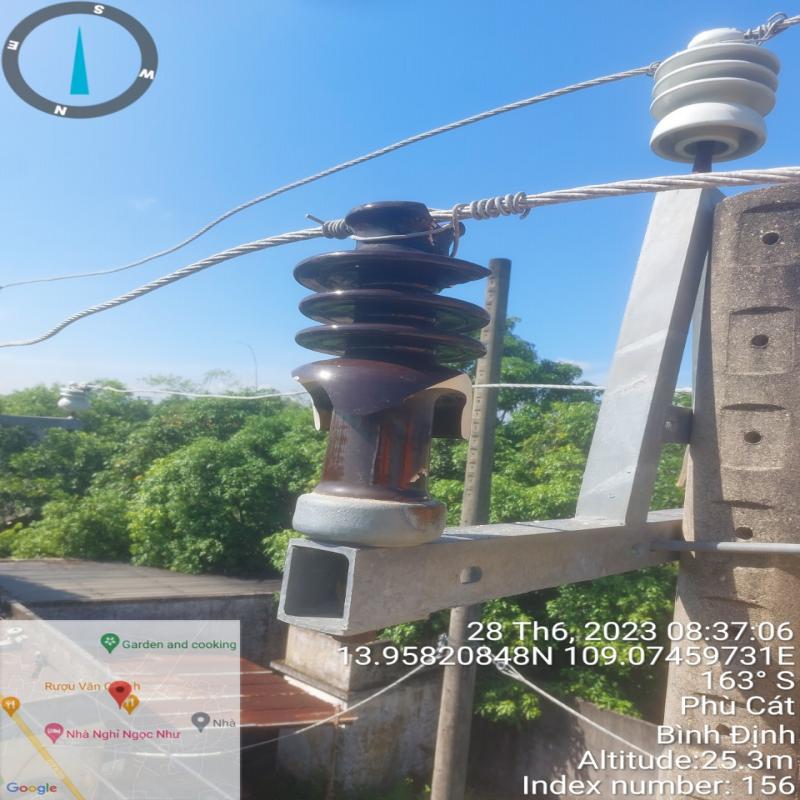 S
E
W
N
Garden and cooking
Nhà Nghỉ Ngọc Như
Nhà
Google
28 Th6, 2023 08:37:06
13.95820848N 109.07459731E
163° S
Phù Cát
Bình Định
Altitude:25.3m
Index number: 156